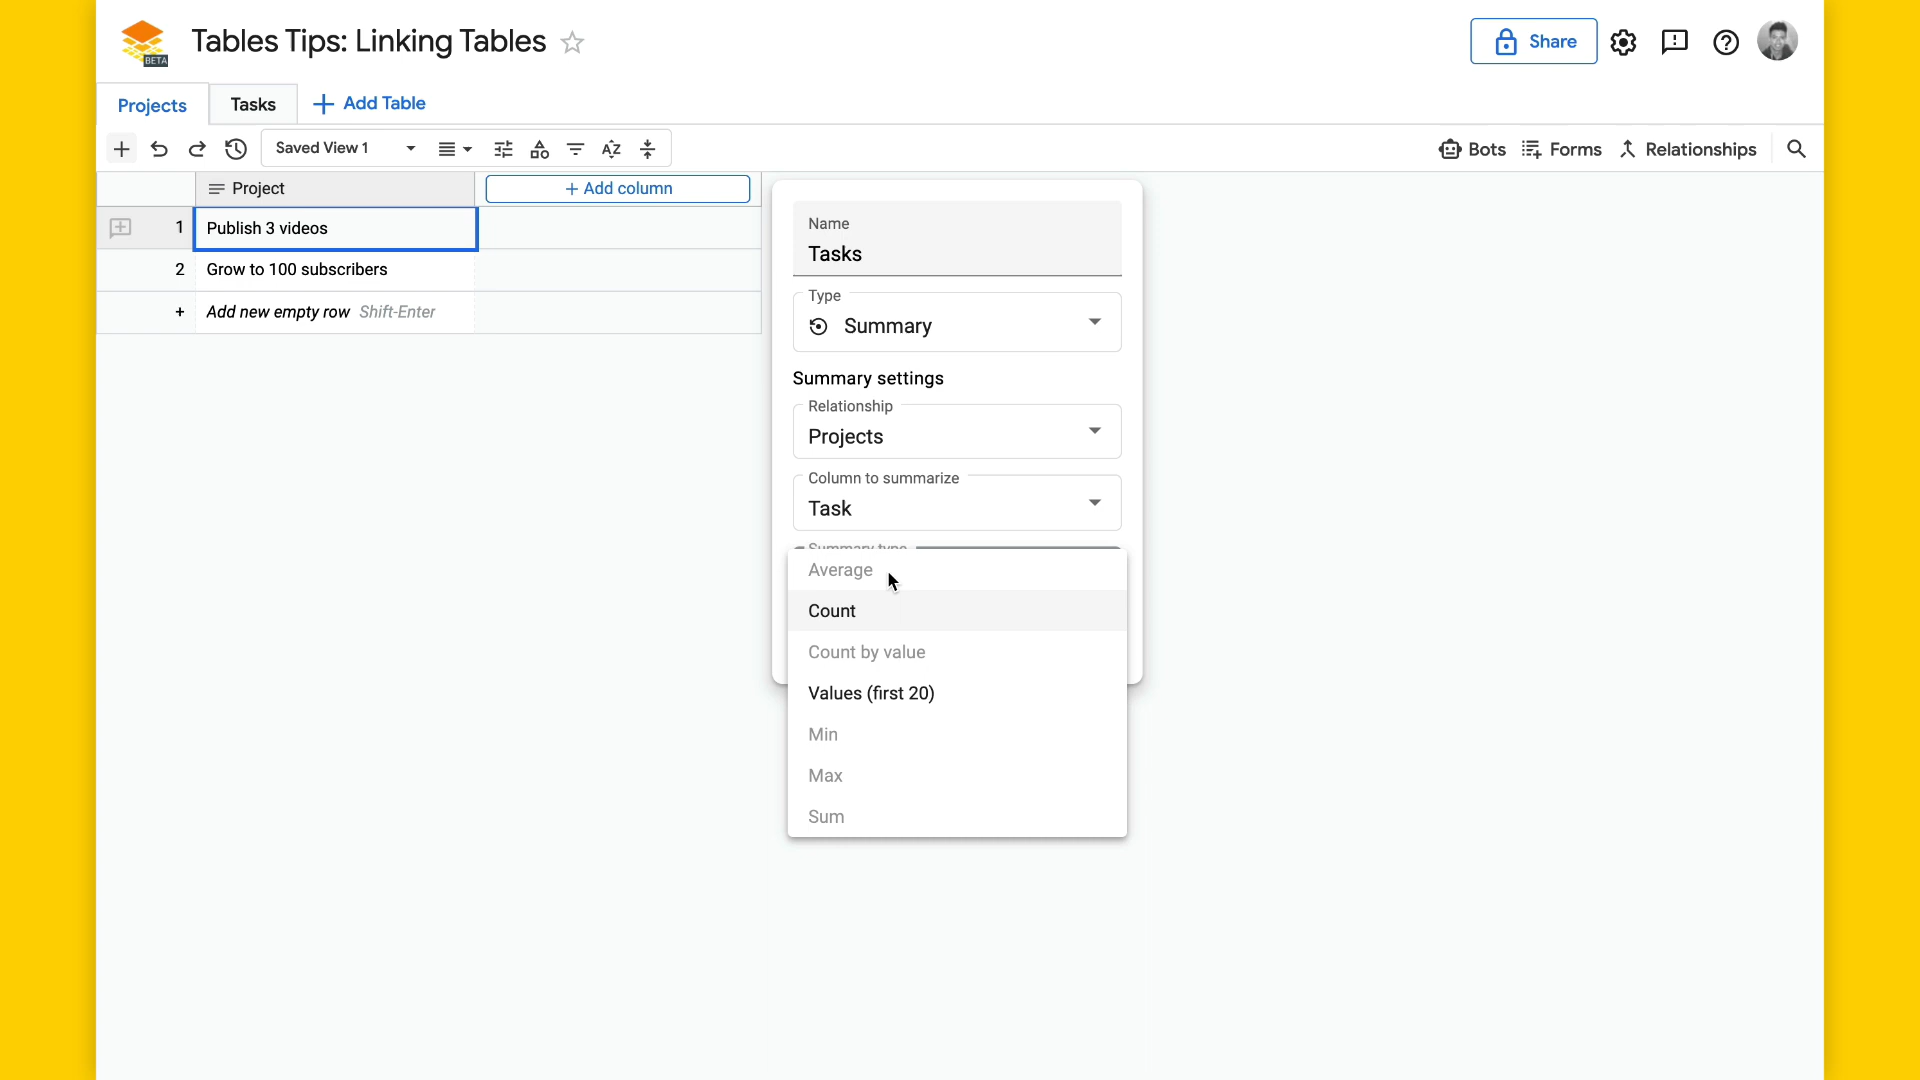 BETA
Tables Tips: Linking Tables
Share
Projects
Tasks
Add Table
Saved View 1
Bots
Forms
Relationships
Project
+ Add column
1
Publish 3 videos
2
Grow to 100 subscribers
+ Add new empty row Shift-Enter
Name
Tasks
Type
Summary
Summary settings
Relationship
Projects
Column to summarize
Task
Summary type
Average
Count
Count by value
Values (first 20)
Min
Max
Sum